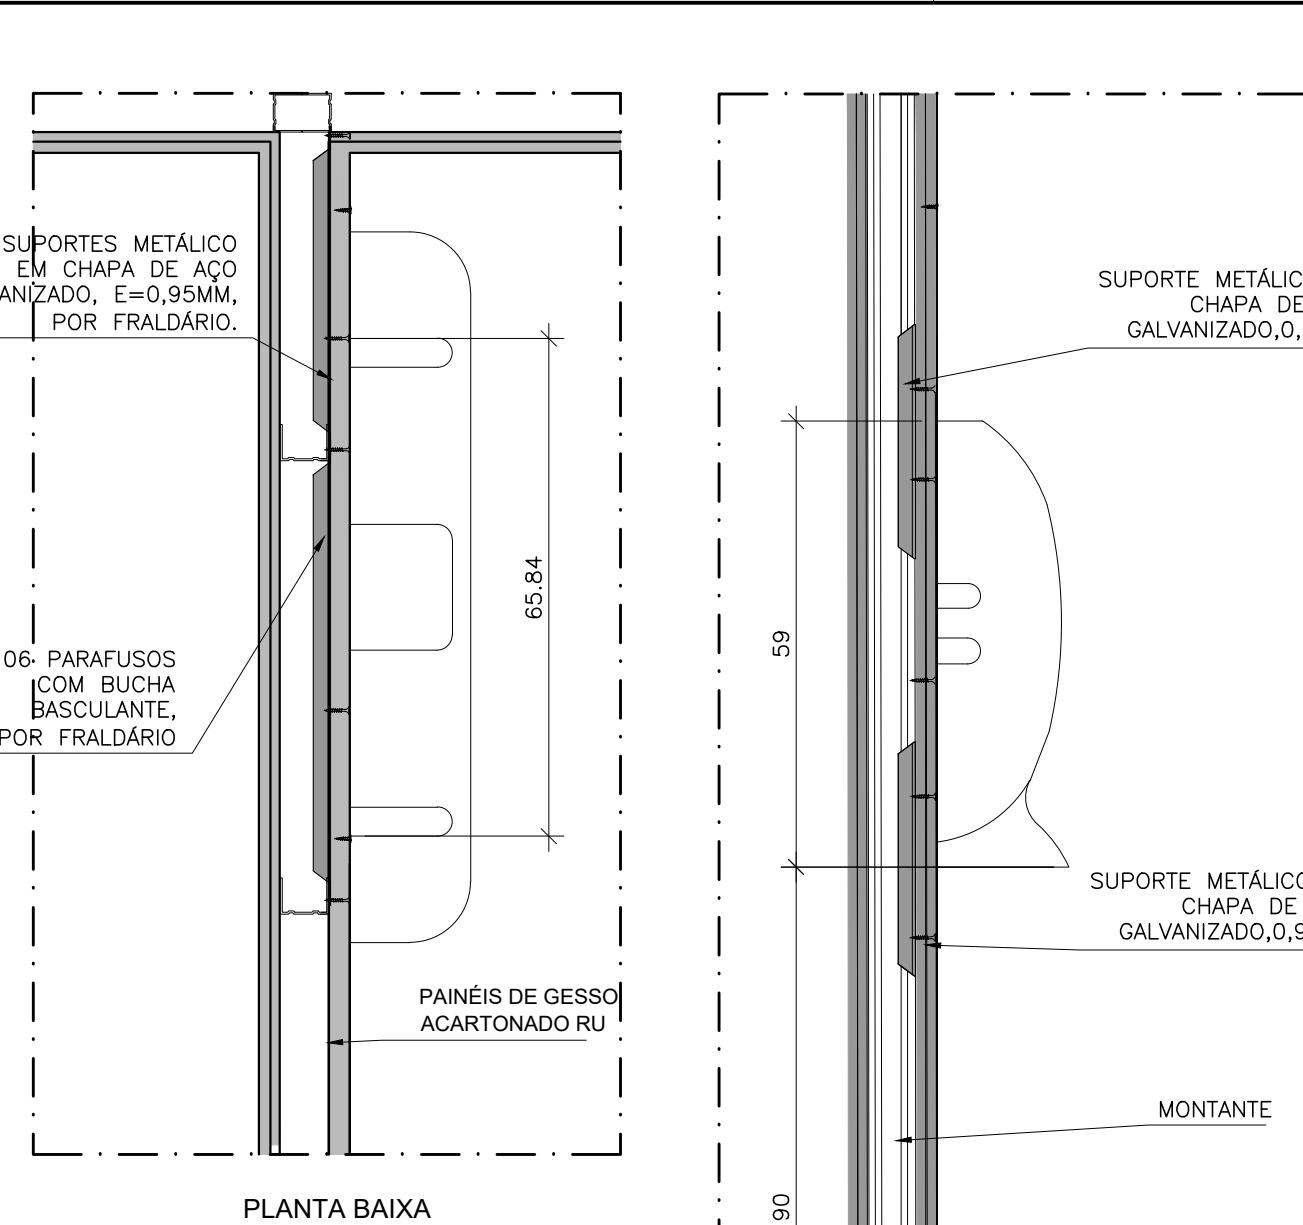 SUPORTES METÁLICO
EM CHAPA DE AÇO
ANIZADO, E=0,95MM,
POR FRALDÁRIO.
06 PARAFUSOS
COM BUCHA
BASCULANTE,
POR FRALDÁRIO
65.84
PAINÉIS DE GESSO
ACARTONADO RU
PLANTA BAIXA
SUPORTE METÁLIC
CHAPA DE
GALVANIZADO,0,
59
SUPORTE METÁLICO
CHAPA DE
GALVANIZADO,0,9
MONTANTE
90